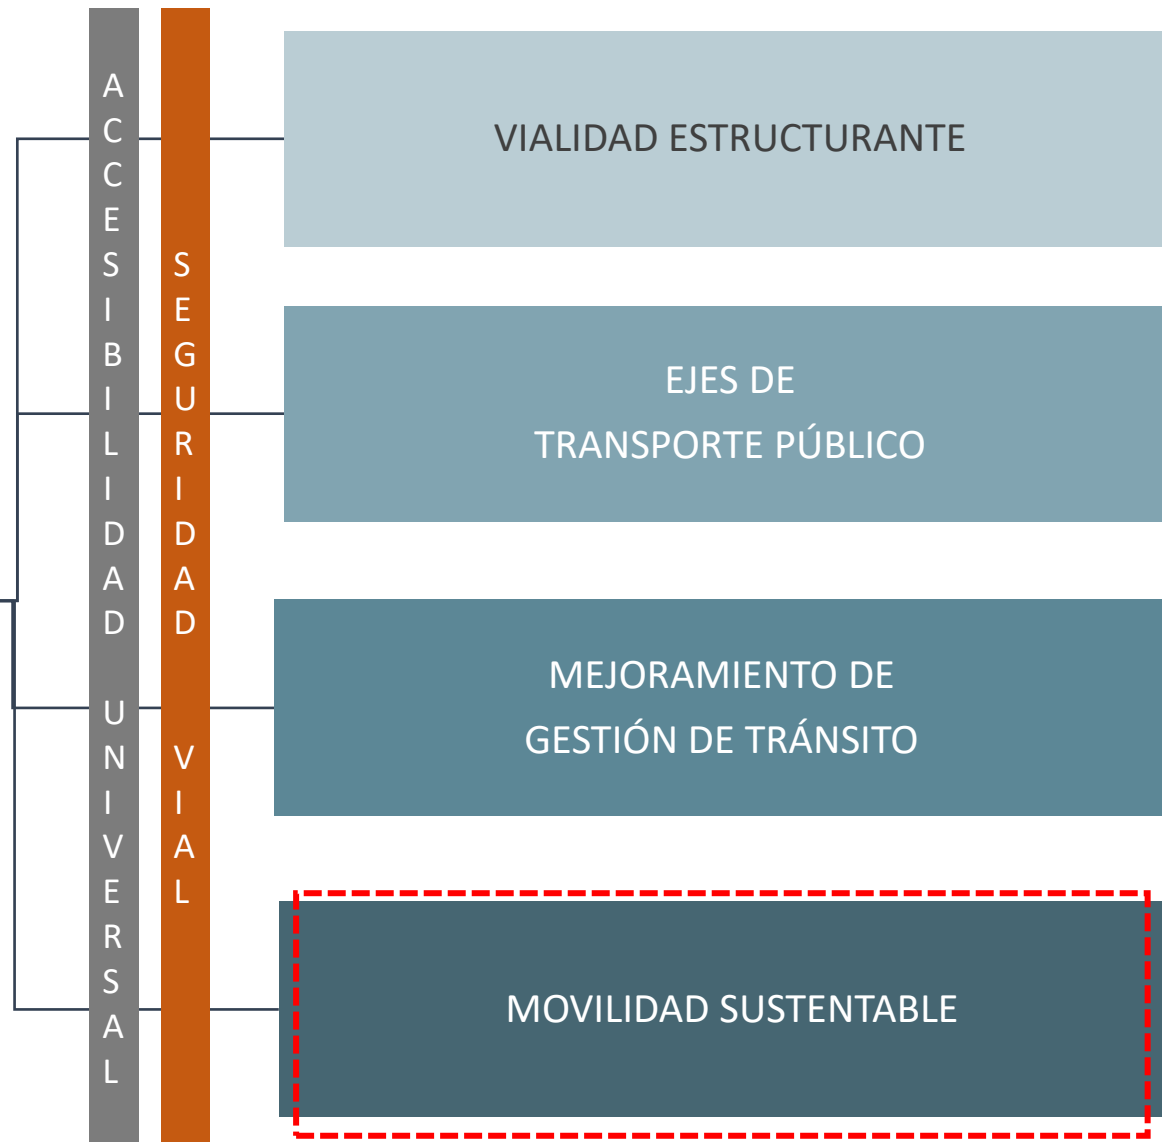 ACCESIBILIDAD UNIVERSAL
SEGURIDAD VIAL
VIALIDAD ESTRUCTURANTE
EJES DE
TRANSPORTE PÚBLICO
MEJORAMIENTO DE
GESTIÓN DE TRÁNSITO
MOVILIDAD SUSTENTABLE